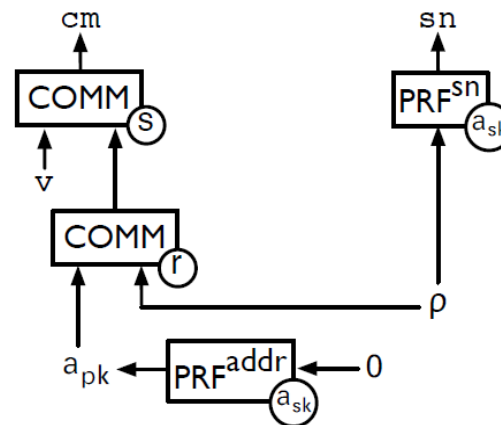 cm
sn
COMM
s
PRF^sn
a_sk
v
COMM
r
ρ
a_pk
PRF^addr
a_sk
0